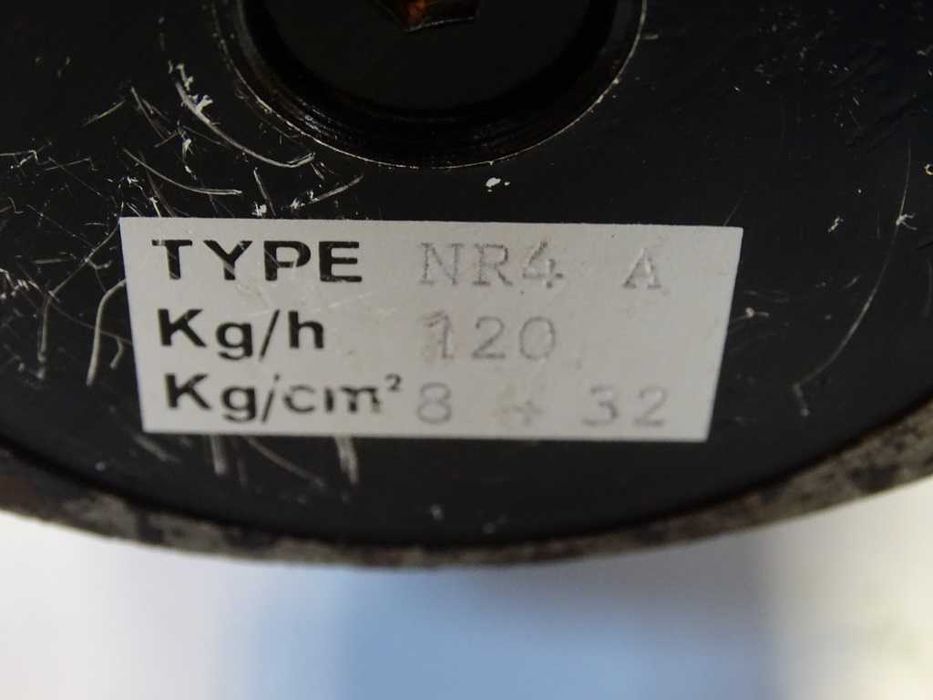 TYPE NR4 A
Kg/h 120
Kg/cm² 8 ÷ 32